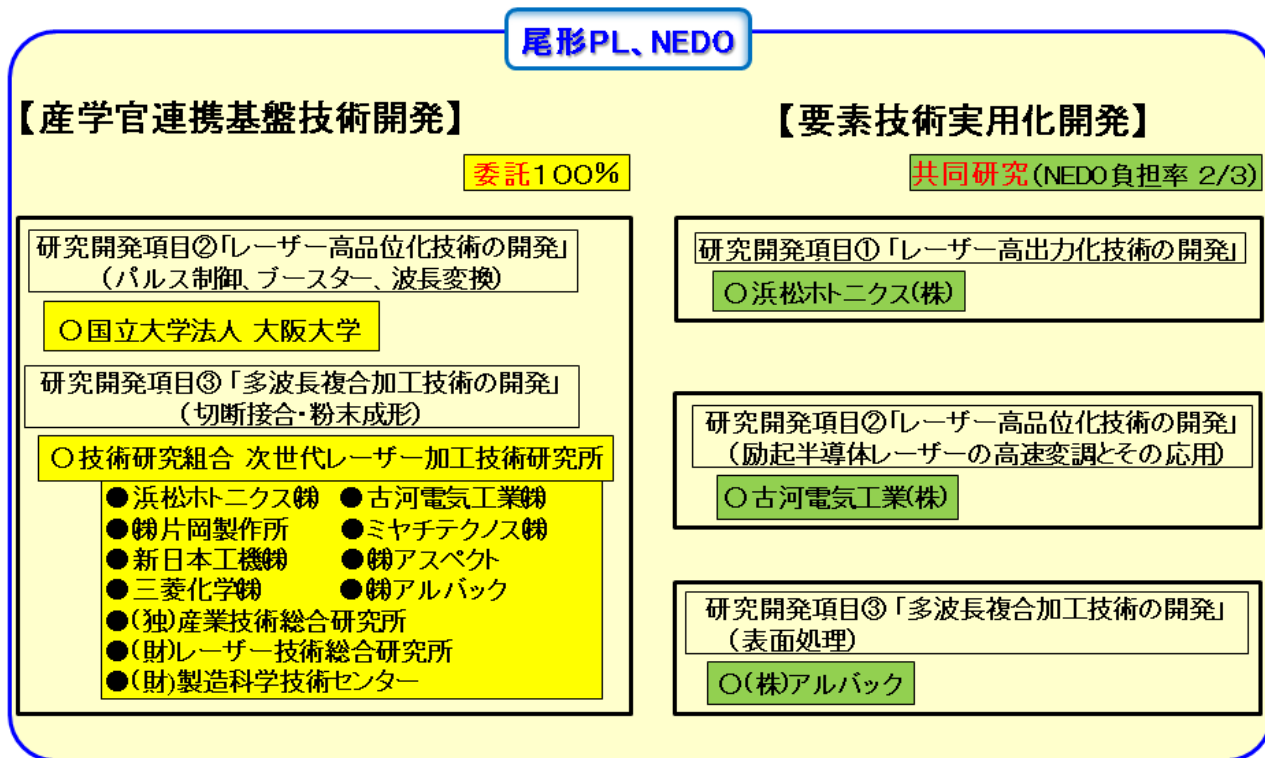 尾形PL、NEDO
【産学官連携基盤技術開発】
委託100%
研究開発項目②「レーザー高品位化技術の開発」
(パルス制御、ブースター、波長変換)
○国立大学法人 大阪大学
研究開発項目③「多波長複合加工技術の開発」
(切断接合・粉末成形)
○技術研究組合 次世代レーザー加工技術研究所
●浜松ホトニクス㈱ ●古河電気工業㈱
●㈱片岡製作所 ●ミヤチテクノス㈱
●新日本工機㈱ ●㈱アスペクト
●三菱化学㈱ ●㈱アルバック
●(独)産業技術総合研究所
●(財)レーザー技術総合研究所
●(財)製造科学技術センター
【要素技術実用化開発】
共同研究(NEDO負担率 2/3)
研究開発項目①「レーザー高出力化技術の開発」
○浜松ホトニクス(株)
研究開発項目②「レーザー高品位化技術の開発」
(励起半導体レーザーの高速変調とその応用)
○古河電気工業(株)
研究開発項目③「多波長複合加工技術の開発」
(表面処理)
○(株)アルバック